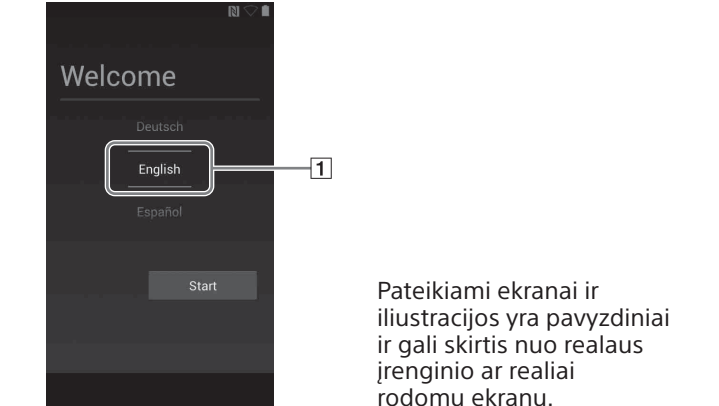 Welcome
Deutsch
English
1
Español
Start
Pateikiami ekranai ir
iliustracijos yra pavyzdiniai
ir gali skirtis nuo realaus
įrenginio ar realiai
rodomu ekranu.